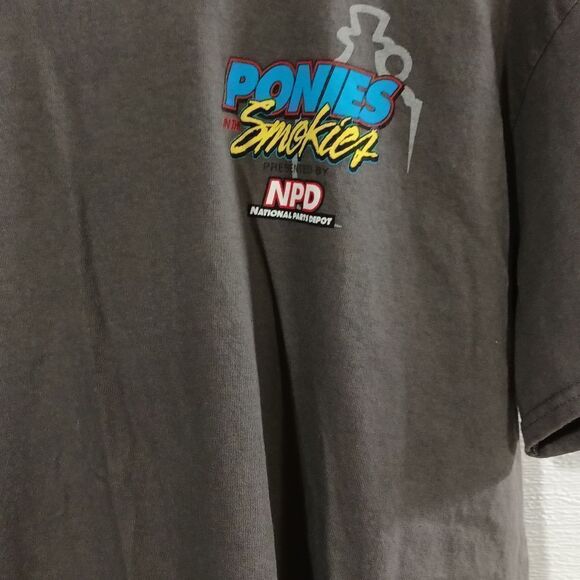 PONIES
IN THE
Smokies
PRESENTED BY
NPD
NATIONAL PARTS DEPOT